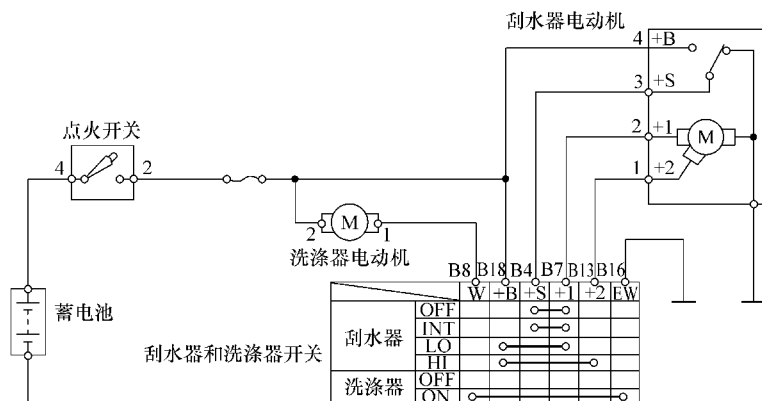 刮水器电动机
4 +B
3 +S
点火开关
2 +1
M
4 2
1 +2
M
2 1
洗涤器电动机
B8 B18 B4 B7 B13 B16
W +B +S +1 +2 EW
蓄电池
刮水器和洗涤器开关
刮水器
OFF
INT
LO
HI
洗涤器
OFF
ON